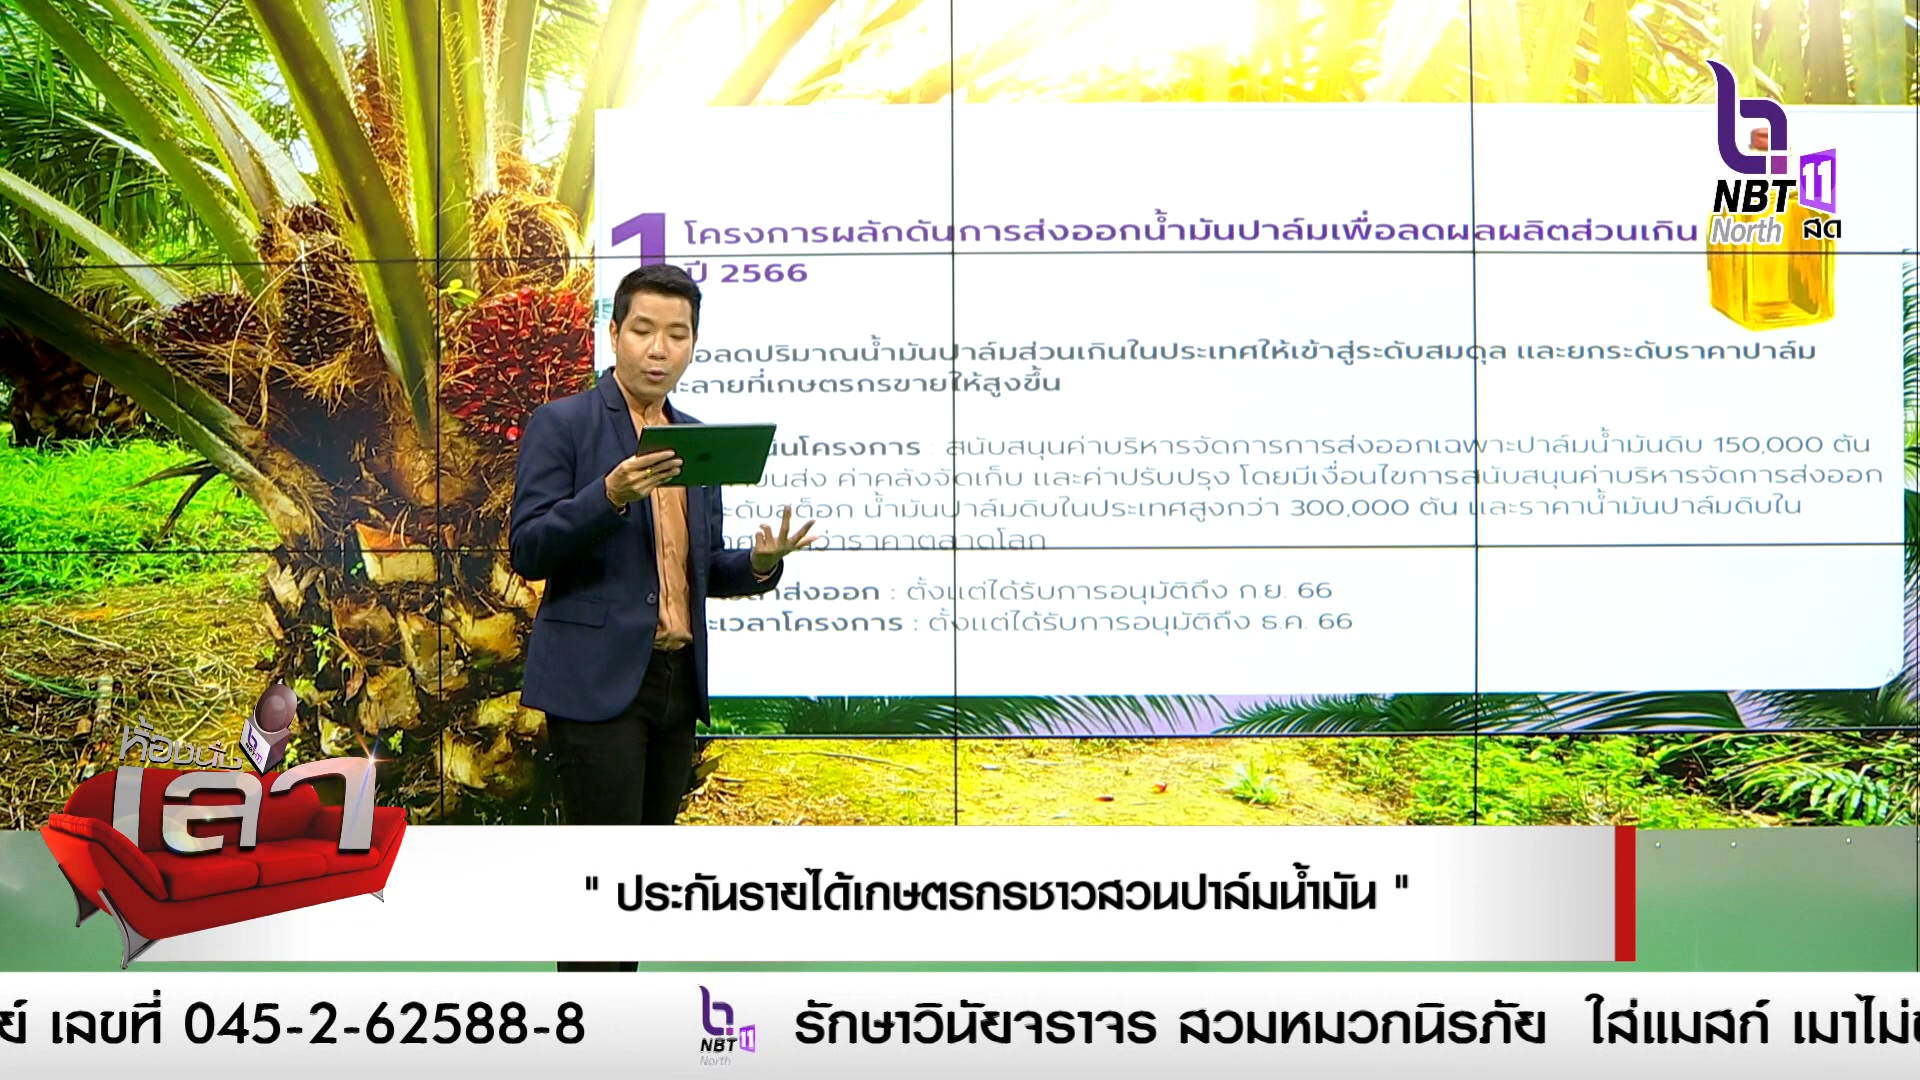 NBT 11
North สด
1 โครงการผลักดันการส่งออกน้ำมันปาล์มเพื่อลดผลผลิตส่วนเกิน
ปี 2566
อลดปริมาณน้ำมันปาล์มส่วนเกินในประเทศให้เข้าสู่ระดับสมดุล และยกระดับราคาปาล์ม
ะลายที่เกษตรกรขายให้สูงขึ้น
นินโครงการ : สนับสนุนค่าบริหารจัดการการส่งออกเฉพาะปาล์มน้ำมันดิบ 150,000 ตัน
ขนส่ง ค่าคลังจัดเก็บ และค่าปรับปรุง โดยมีเงื่อนไขการสนับสนุนค่าบริหารจัดการส่งออก
ะดับสต็อก น้ำมันปาล์มดิบในประเทศสูงกว่า 300,000 ตัน และราคาน้ำมันปาล์มดิบใน
ว่าราคาตลาดโลก
ส่งออก : ตั้งแต่ได้รับการอนุมัติถึง ก.ย. 66
ะเวลาโครงการ : ตั้งแต่ได้รับการอนุมัติถึง ธ.ค. 66
ห้องนั่ง
เล่า
" ประกันรายได้เกษตรกรชาวสวนปาล์มน้ำมัน "
ย์ เลขที่ 045-2-62588-8 NBT 11 North รักษาวินัยจราจร สวมหมวกนิรภัย ใส่แมสก์ เมาไม่